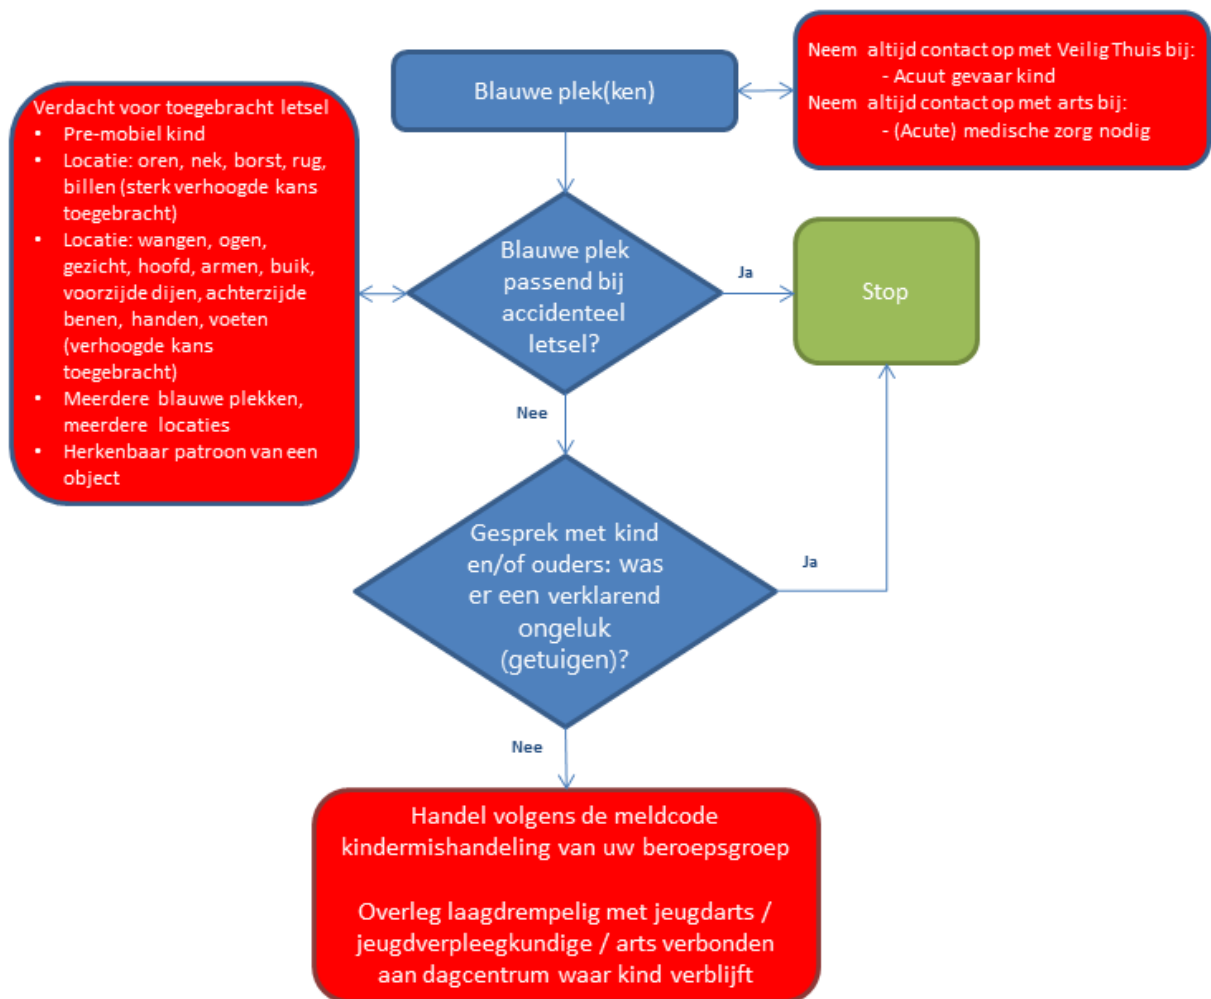 Blauwe plek(ken)
Neem altijd contact op met Veilig Thuis bij:
- Acuut gevaar kind
Neem altijd contact op met arts bij:
- (Acute) medische zorg nodig
Verdacht voor toegebracht letsel
• Pre-mobiel kind
• Locatie: oren, nek, borst, rug,
billen (sterk verhoogde kans
toegebracht)
• Locatie: wangen, ogen,
gezicht, hoofd, armen, buik,
voorzijde dijen, achterzijde
benen, handen, voeten
(verhoogde kans
toegebracht)
• Meerdere blauwe plekken,
meerdere locaties
• Herkenbaar patroon van een
object
Blauwe plek
passend bij
accidenteel
letsel?
Ja
Stop
Nee
Gesprek met kind
en/of ouders: was
er een verklarend
ongeluk
(getuigen)?
Ja
Nee
Handel volgens de meldcode
kindermishandeling van uw beroepsgroep
Overleg laagdrempelig met jeugdarts /
jeugdverpleegkundige / arts verbonden
aan dagcentrum waar kind verblijft